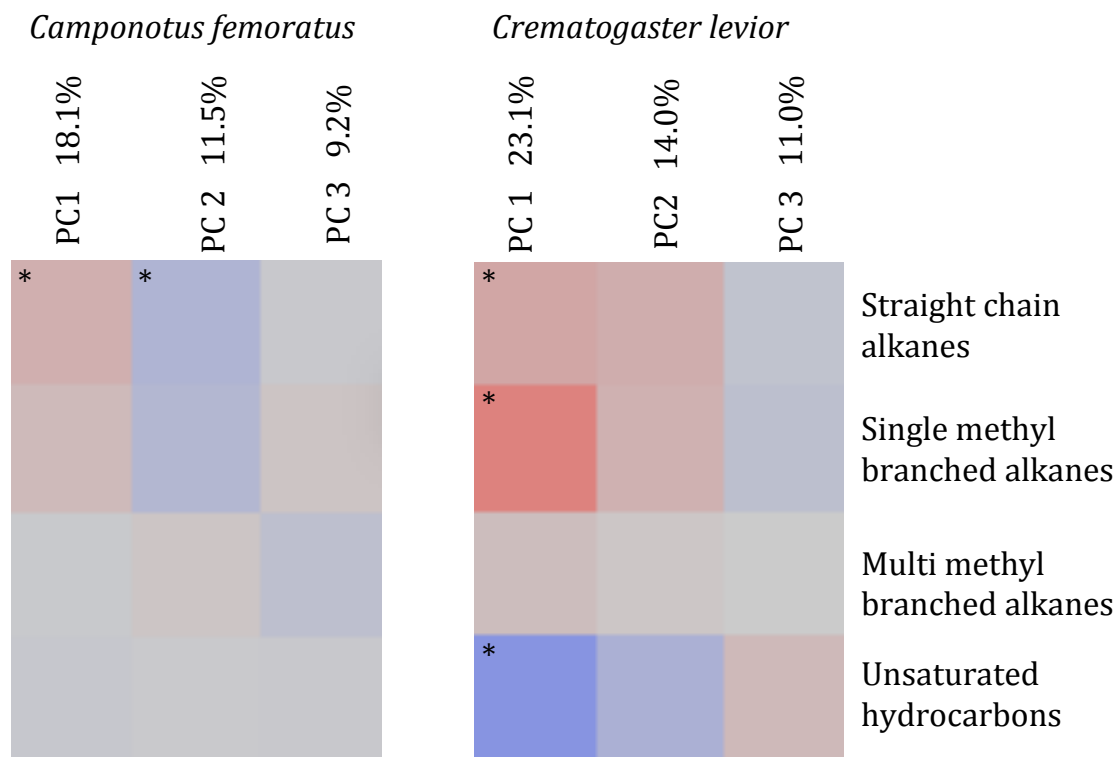 Camponotus femoratus
Crematogaster levior
PC1 18.1%
PC 2 11.5%
PC 3 9.2%
PC 1 23.1%
PC2 14.0%
PC 3 11.0%
* * *
Straight chain
alkanes
*
Single methyl
branched alkanes
Multi methyl
branched alkanes
*
Unsaturated
hydrocarbons